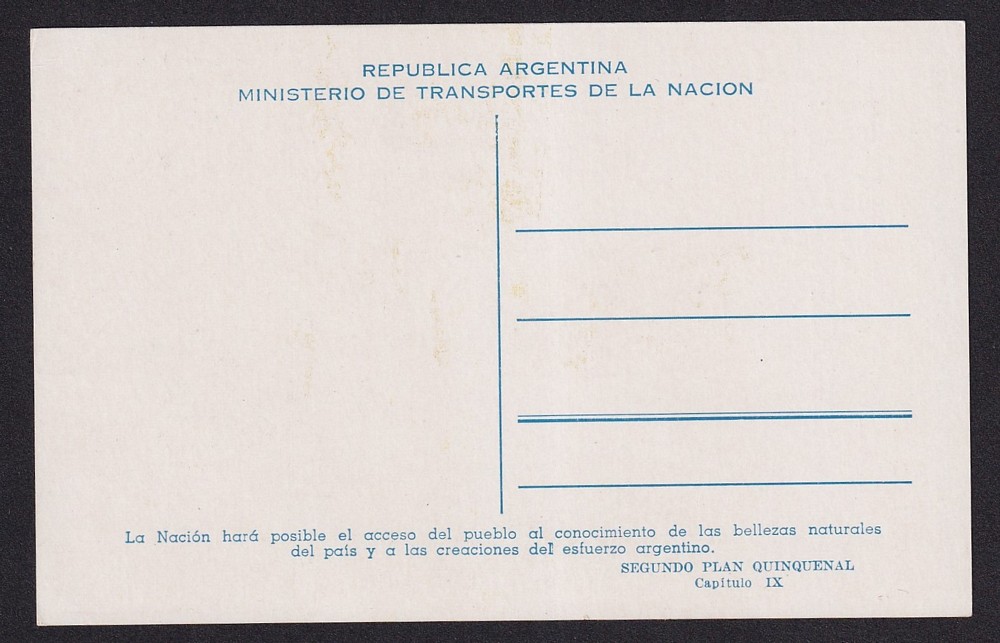 REPUBLICA ARGENTINA
MINISTERIO DE TRANSPORTES DE LA NACION
La Nación hará posible el acceso del pueblo al conocimiento de las bellezas naturales
del país y a las creaciones del esfuerzo argentino.
SEGUNDO PLAN QUINQUENAL
Capítulo IX